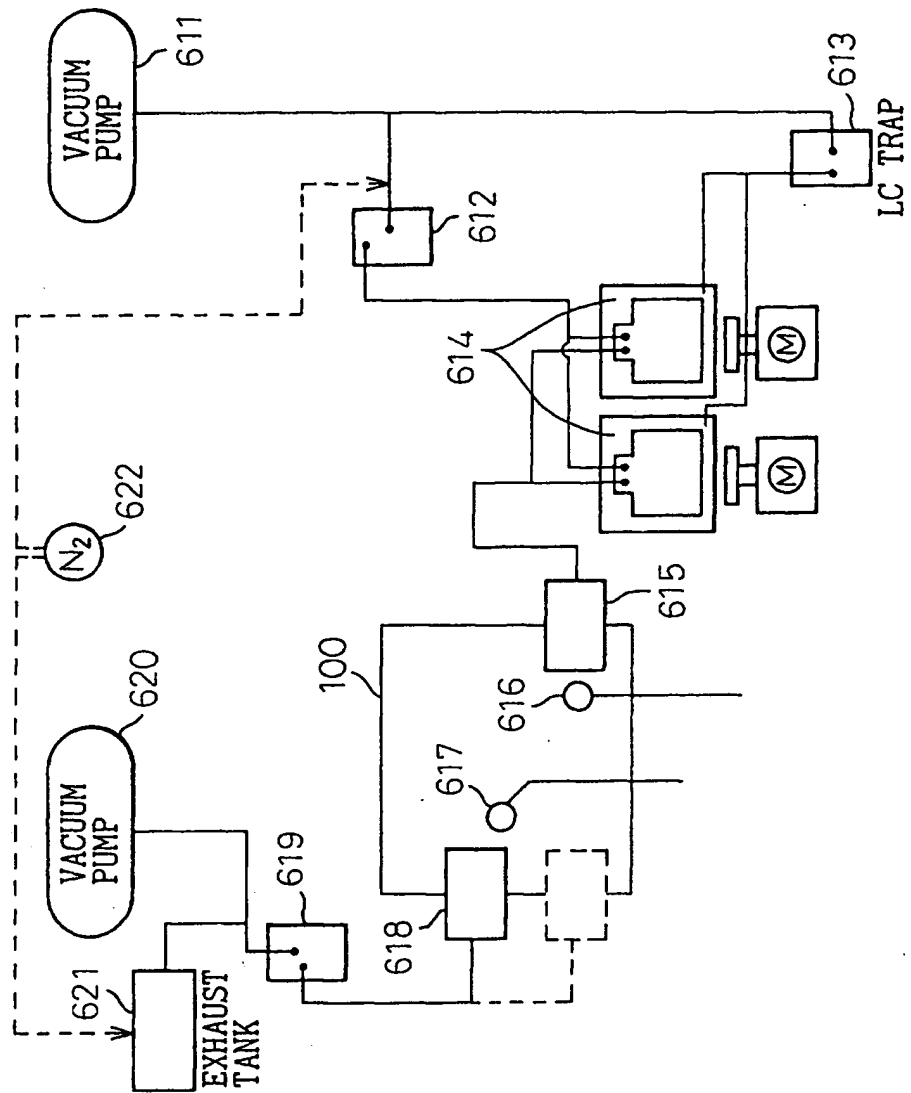 VACUUM
PUMP
611
613
LC TRAP
612
614
M
M
N₂
622
615
616
617
100
VACUUM
PUMP
620
619
618
621
EXHAUST
TANK